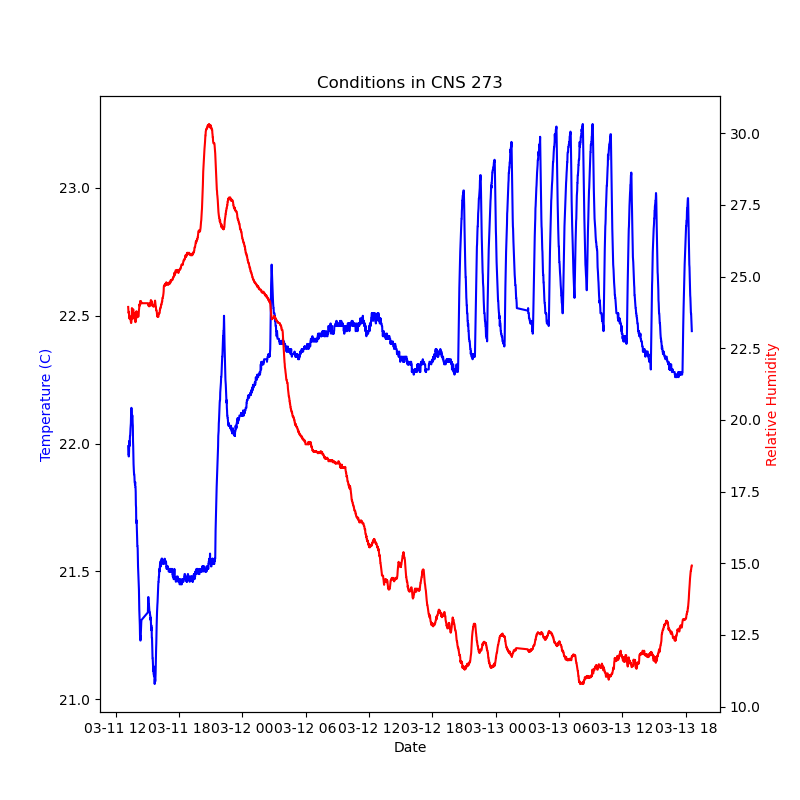 Conditions in CNS 273
23.0
22.5
22.0
21.5
21.0
Temperature (C)
30.0
27.5
25.0
22.5
20.0
17.5
15.0
12.5
10.0
Relative Humidity
03-11 12 03-11 18 03-12 00 03-12 06 03-12 12 03-12 18 03-13 00 03-13 06 03-13 12 03-13 18
Date